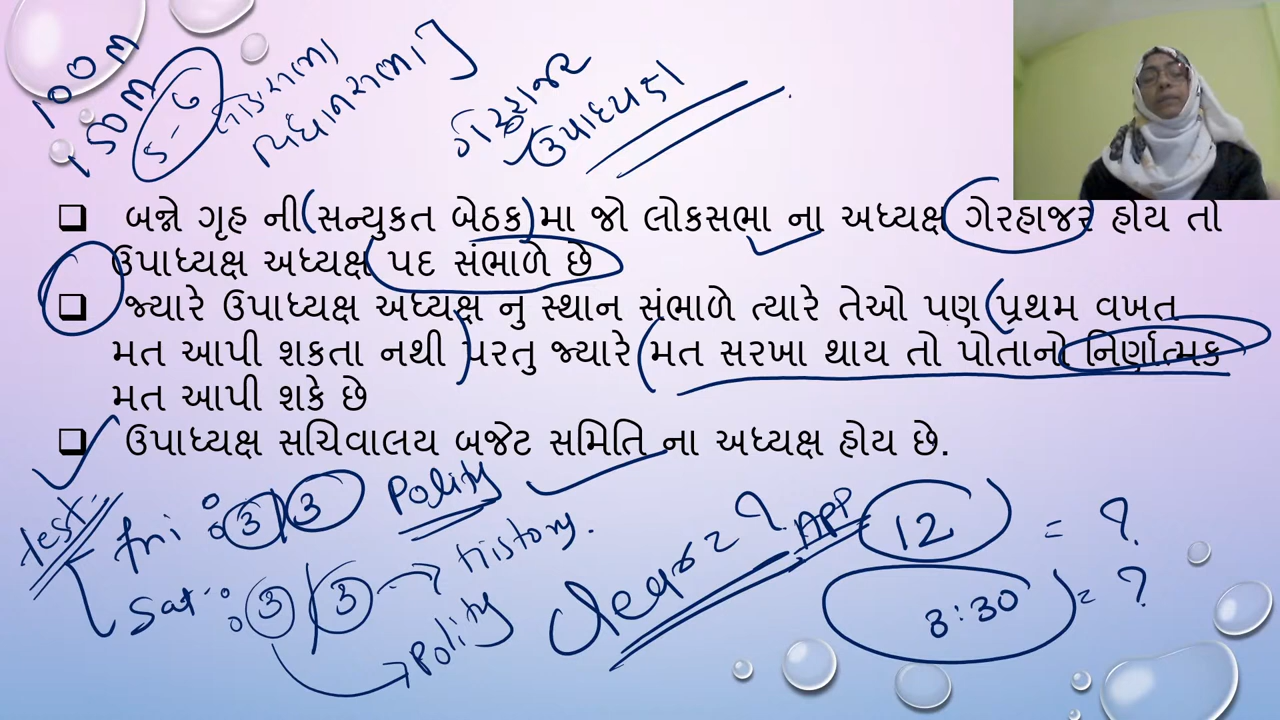 100 M
150 M
5-6
લોકસભા
વિધાનસભા]
ગેરહાજર
ઉપાધ્યક્ષ
❑ બન્ને ગૃહ ની(સન્યુકત બેઠક)મા જો લોકસભા ના અધ્યક્ષ ગેરહાજર હોય તો
ઉપાધ્યક્ષ અધ્યક્ષ પદ સંભાળે છે
❑ જ્યારે ઉપાધ્યક્ષ અધ્યક્ષ નુ સ્થાન સંભાળે ત્યારે તેઓ પણ (પ્રથમ વખત
મત આપી શકતા નથી) પરતુ જ્યારે (મત સરખા થાય તો પોતાનો નિર્ણાત્મક
મત આપી શકે છે
❑ ઉપાધ્યક્ષ સચિવાલય બજેટ સમિતિ ના અધ્યક્ષ હોય છે.
test
Fri : 3 / 3 Polity
Sat : 3 / 3 → History.
→ Polity
clear ?
APP 12 = ?
8:30 = ?